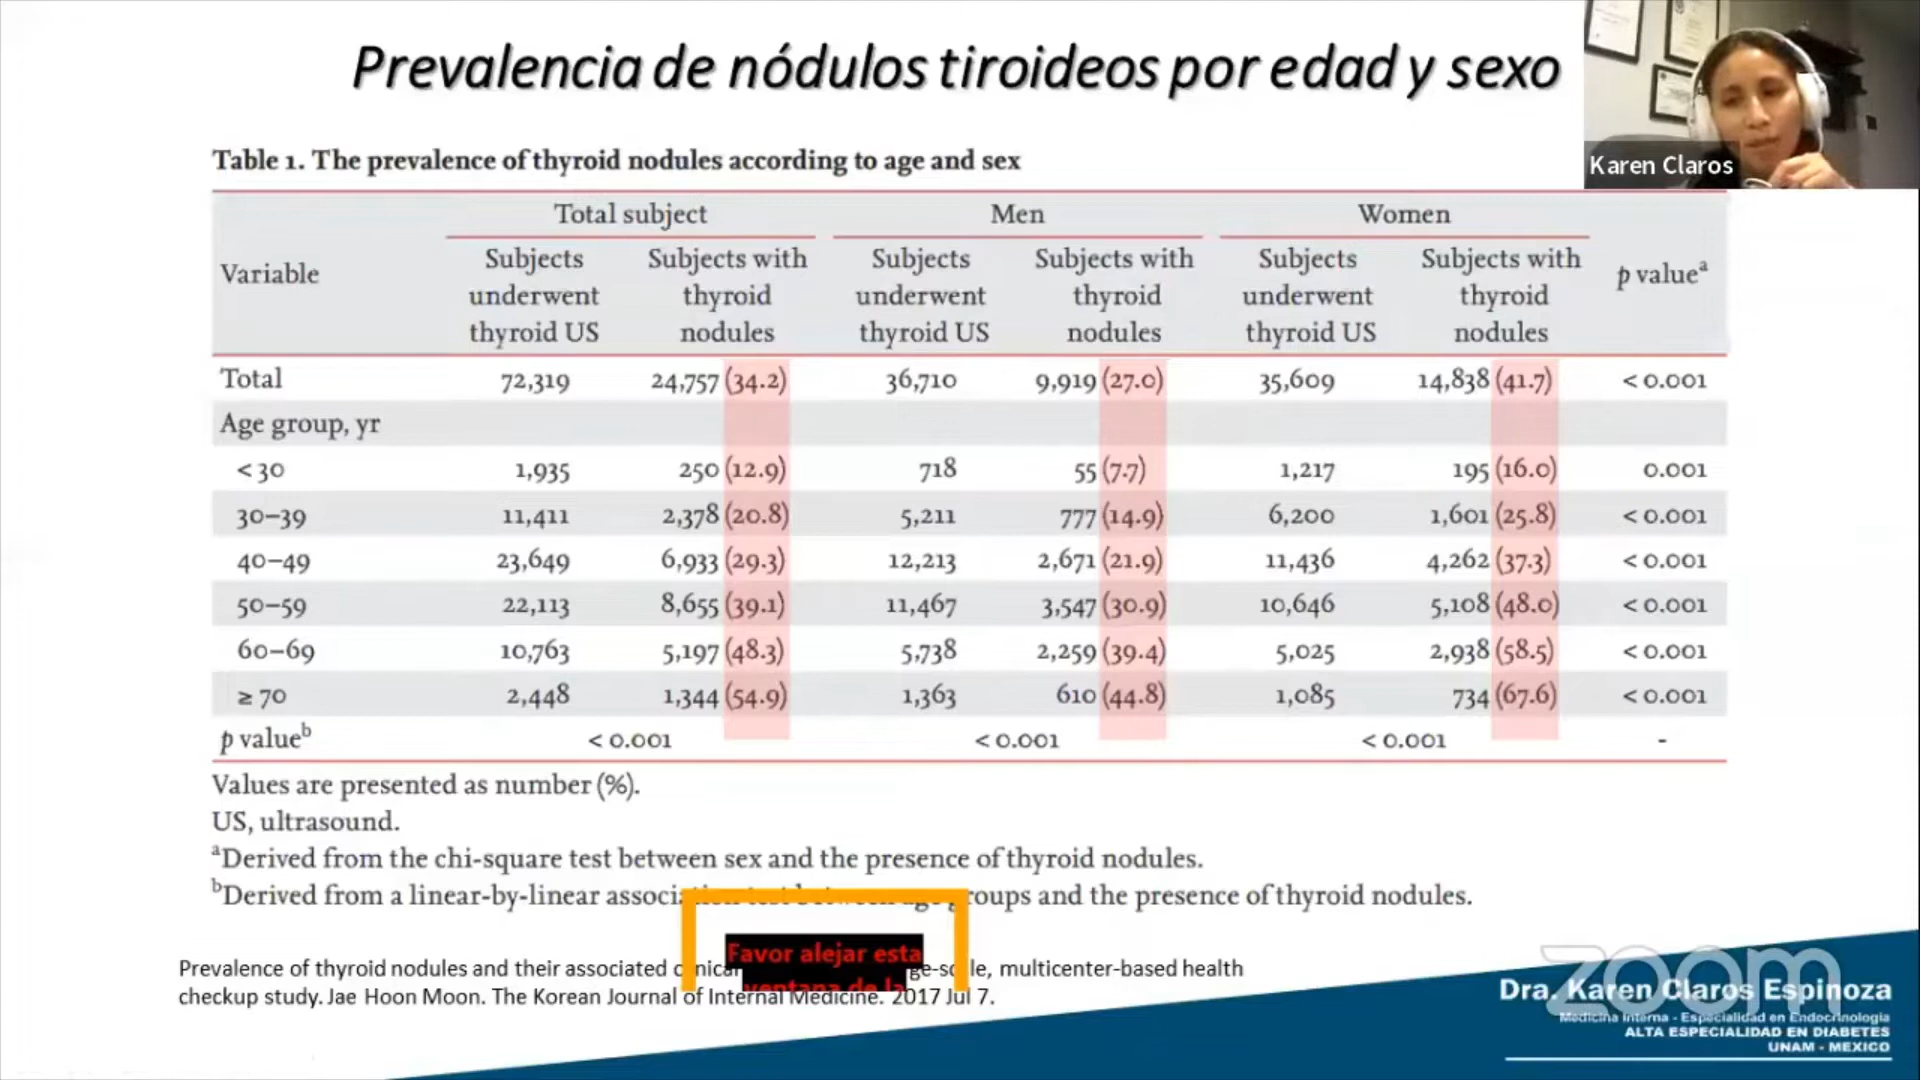 Prevalencia de nódulos tiroideos por edad y sexo
Karen Claros
Table 1. The prevalence of thyroid nodules according to age and sex
Variable Total subject Men Women p valueᵃ
Subjects underwent thyroid US Subjects with thyroid nodules Subjects underwent thyroid US Subjects with thyroid nodules Subjects underwent thyroid US Subjects with thyroid nodules
Total 72,319 24,757 (34.2) 36,710 9,919 (27.0) 35,609 14,838 (41.7) < 0.001
Age group, yr
< 30 1,935 250 (12.9) 718 55 (7.7) 1,217 195 (16.0) 0.001
30–39 11,411 2,378 (20.8) 5,211 777 (14.9) 6,200 1,601 (25.8) < 0.001
40–49 23,649 6,933 (29.3) 12,213 2,671 (21.9) 11,436 4,262 (37.3) < 0.001
50–59 22,113 8,655 (39.1) 11,467 3,547 (30.9) 10,646 5,108 (48.0) < 0.001
60–69 10,763 5,197 (48.3) 5,738 2,259 (39.4) 5,025 2,938 (58.5) < 0.001
≥ 70 2,448 1,344 (54.9) 1,363 610 (44.8) 1,085 734 (67.6) < 0.001
p valueᵇ < 0.001 < 0.001 < 0.001 -
Values are presented as number (%).
US, ultrasound.
ᵃDerived from the chi-square test between sex and the presence of thyroid nodules.
ᵇDerived from a linear-by-linear association test between age groups and the presence of thyroid nodules.
Favor alejar esta
ventana de la
Prevalence of thyroid nodules and their associated multicenter-based health
checkup study. Jae Hoon Moon. The Korean Journal of Internal Medicine. 2017 Jul 7.
zoom
Dra. Karen Claros Espinoza
Medicina Interna - Especialidad en Endocrinología
ALTA ESPECIALIDAD EN DIABETES
UNAM - MEXICO